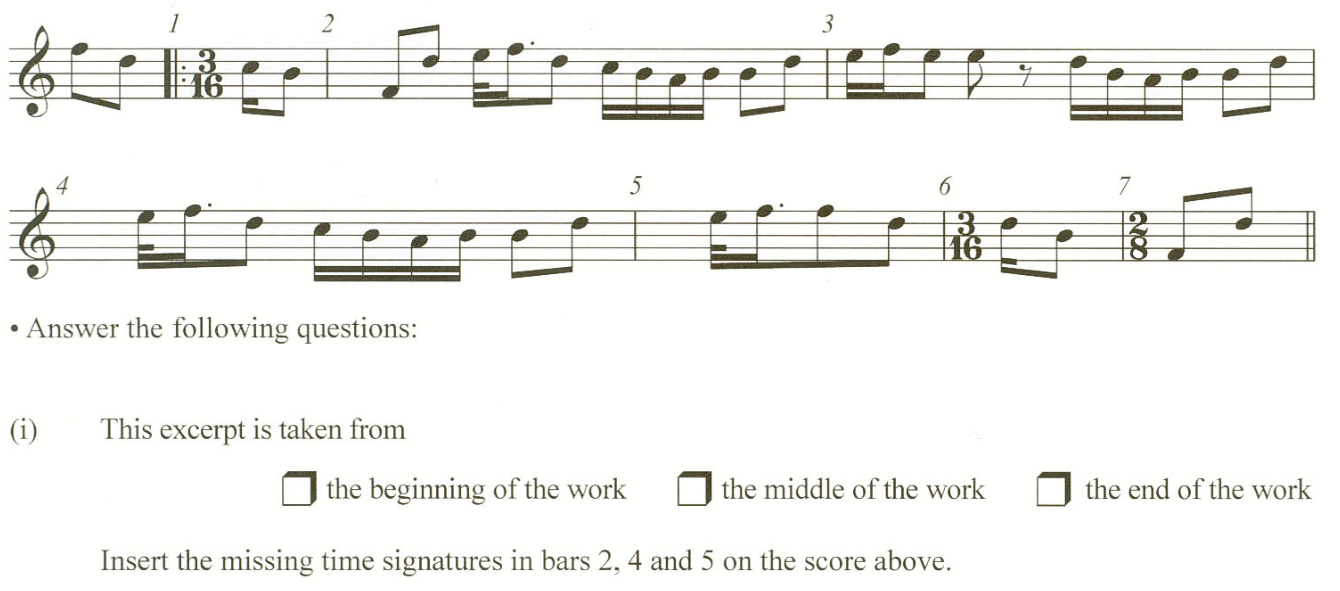 1 2 3
3
16
4 5 6 7
3 2
16 8
• Answer the following questions:
(i) This excerpt is taken from
the beginning of the work the middle of the work the end of the work
Insert the missing time signatures in bars 2, 4 and 5 on the score above.